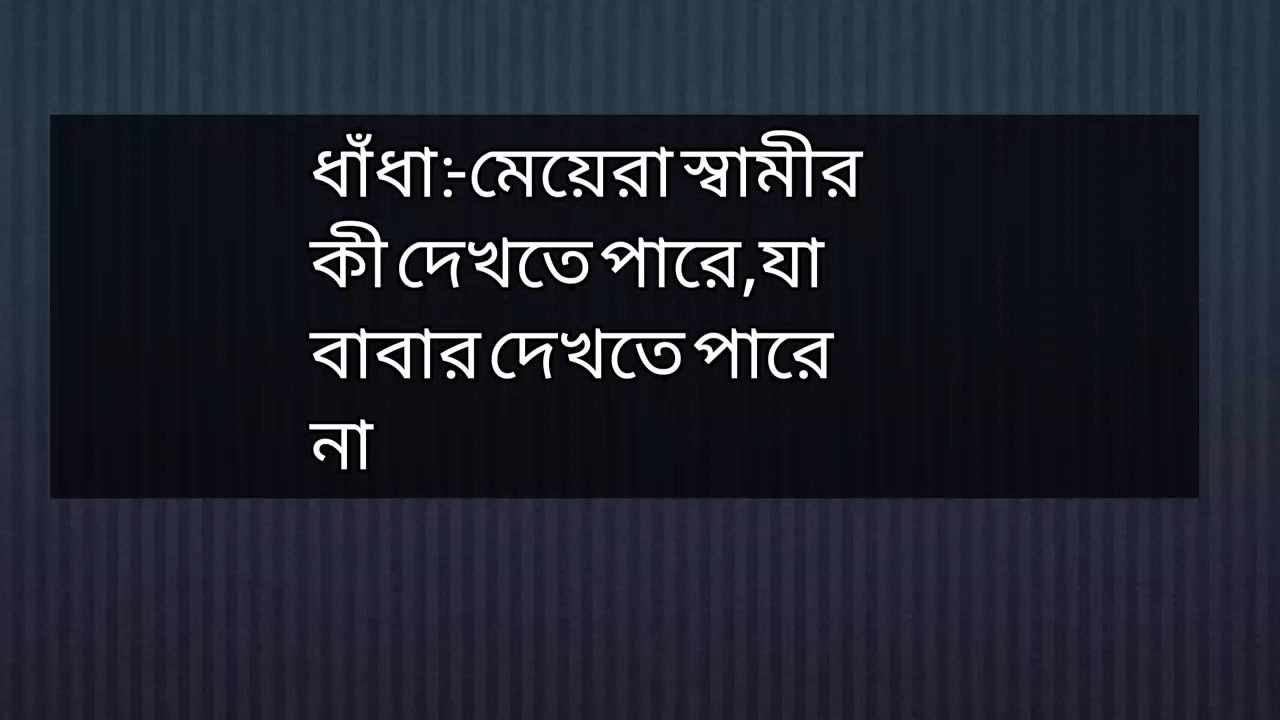 ধাঁধা:-মেয়েরা স্বামীর
কী দেখতে পারে,যা
বাবার দেখতে পারে
না